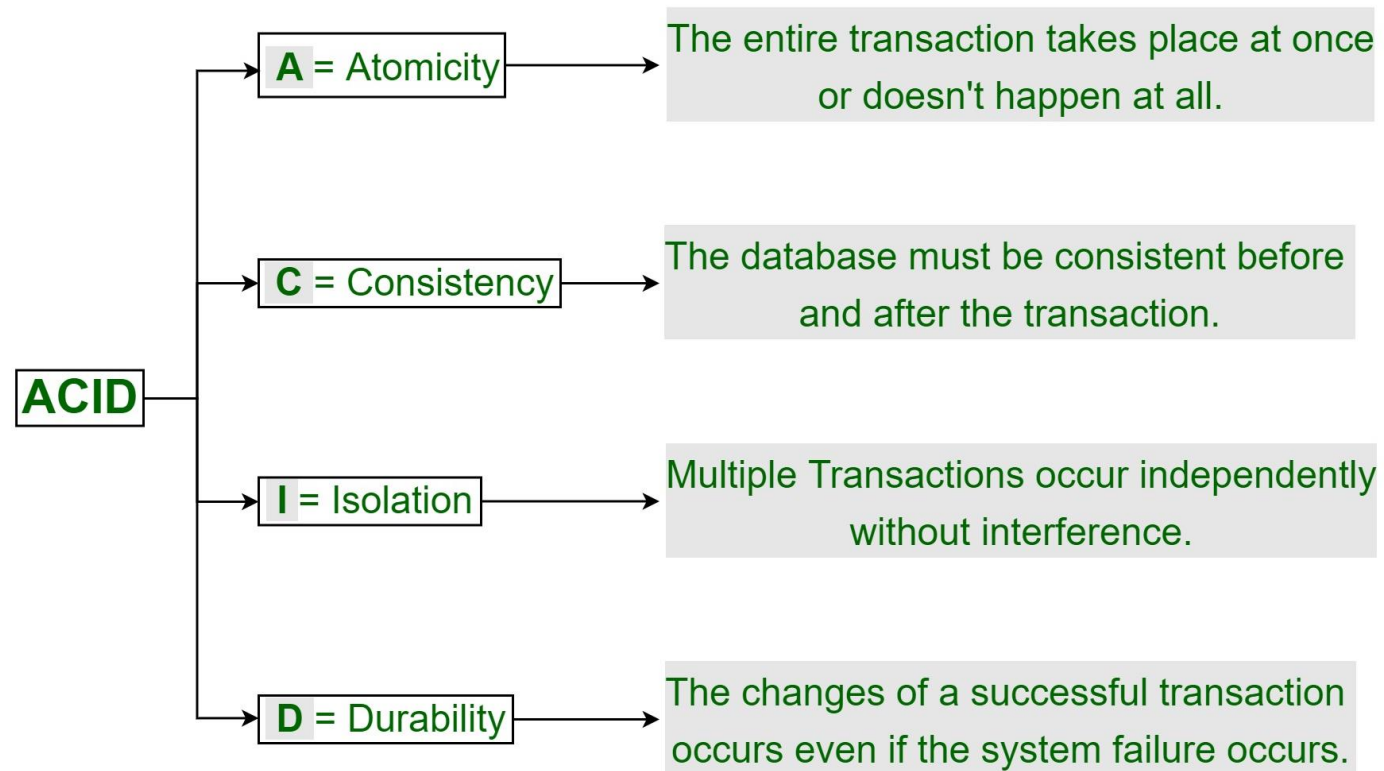 A = Atomicity
The entire transaction takes place at once
or doesn't happen at all.
C = Consistency
The database must be consistent before
and after the transaction.
ACID
I = Isolation
Multiple Transactions occur independently
without interference.
D = Durability
The changes of a successful transaction
occurs even if the system failure occurs.